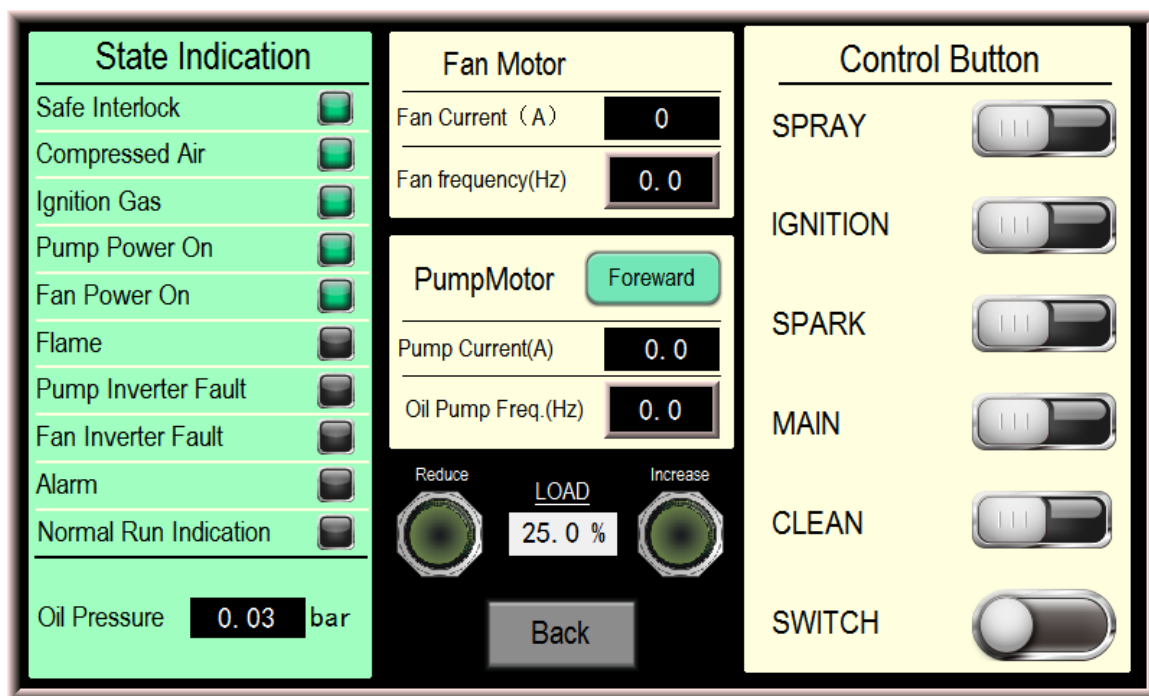 State Indication
Safe Interlock
Compressed Air
Ignition Gas
Pump Power On
Fan Power On
Flame
Pump Inverter Fault
Fan Inverter Fault
Alarm
Normal Run Indication
Oil Pressure 0.03 bar
Fan Motor
Fan Current（A） 0
Fan frequency(Hz) 0.0
PumpMotor Foreward
Pump Current(A) 0.0
Oil Pump Freq.(Hz) 0.0
Reduce LOAD Increase
25.0 %
Back
Control Button
SPRAY
IGNITION
SPARK
MAIN
CLEAN
SWITCH